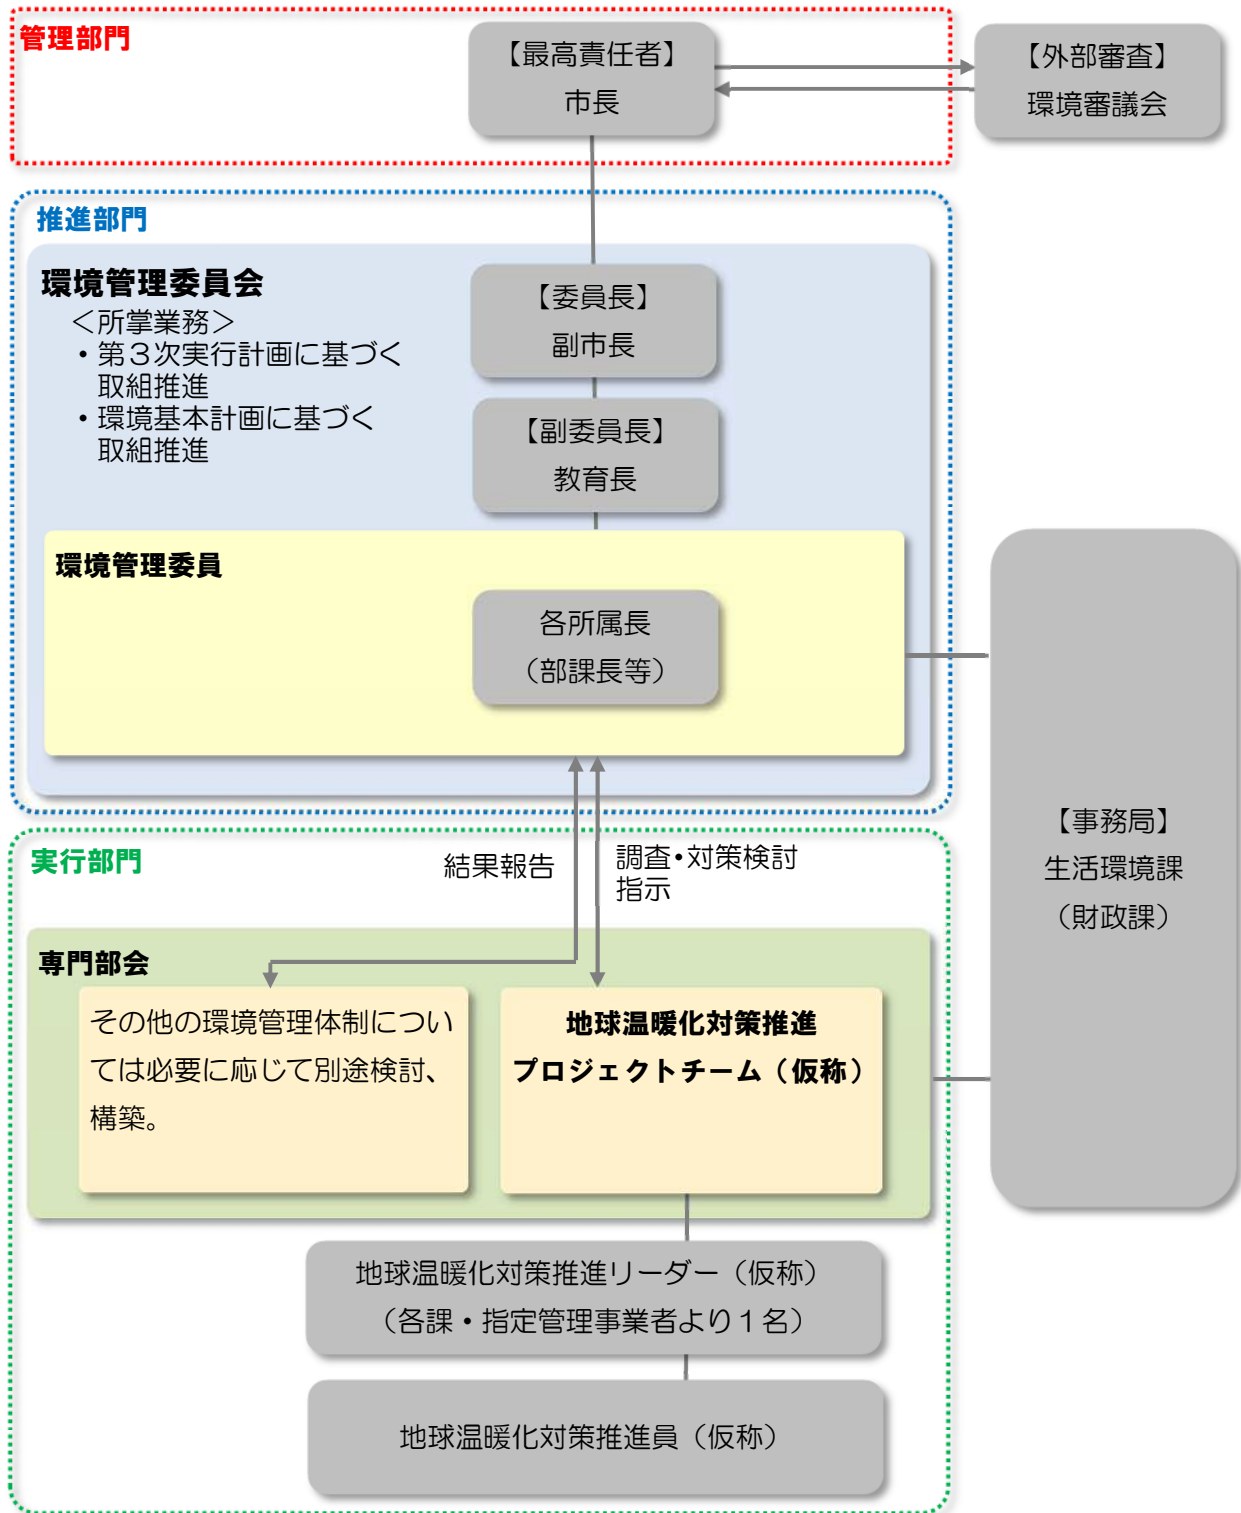 管理部門
【最高責任者】
市長
【外部審査】
環境審議会
推進部門
環境管理委員会
＜所掌業務＞
・第３次実行計画に基づく
取組推進
・環境基本計画に基づく
取組推進
【委員長】
副市長
【副委員長】
教育長
環境管理委員
各所属長
（部課長等）
【事務局】
生活環境課
（財政課）
実行部門
結果報告
調査・対策検討
指示
専門部会
その他の環境管理体制につい
ては必要に応じて別途検討、
構築。
地球温暖化対策推進
プロジェクトチーム（仮称）
地球温暖化対策推進リーダー（仮称）
（各課・指定管理事業者より１名）
地球温暖化対策推進員（仮称）